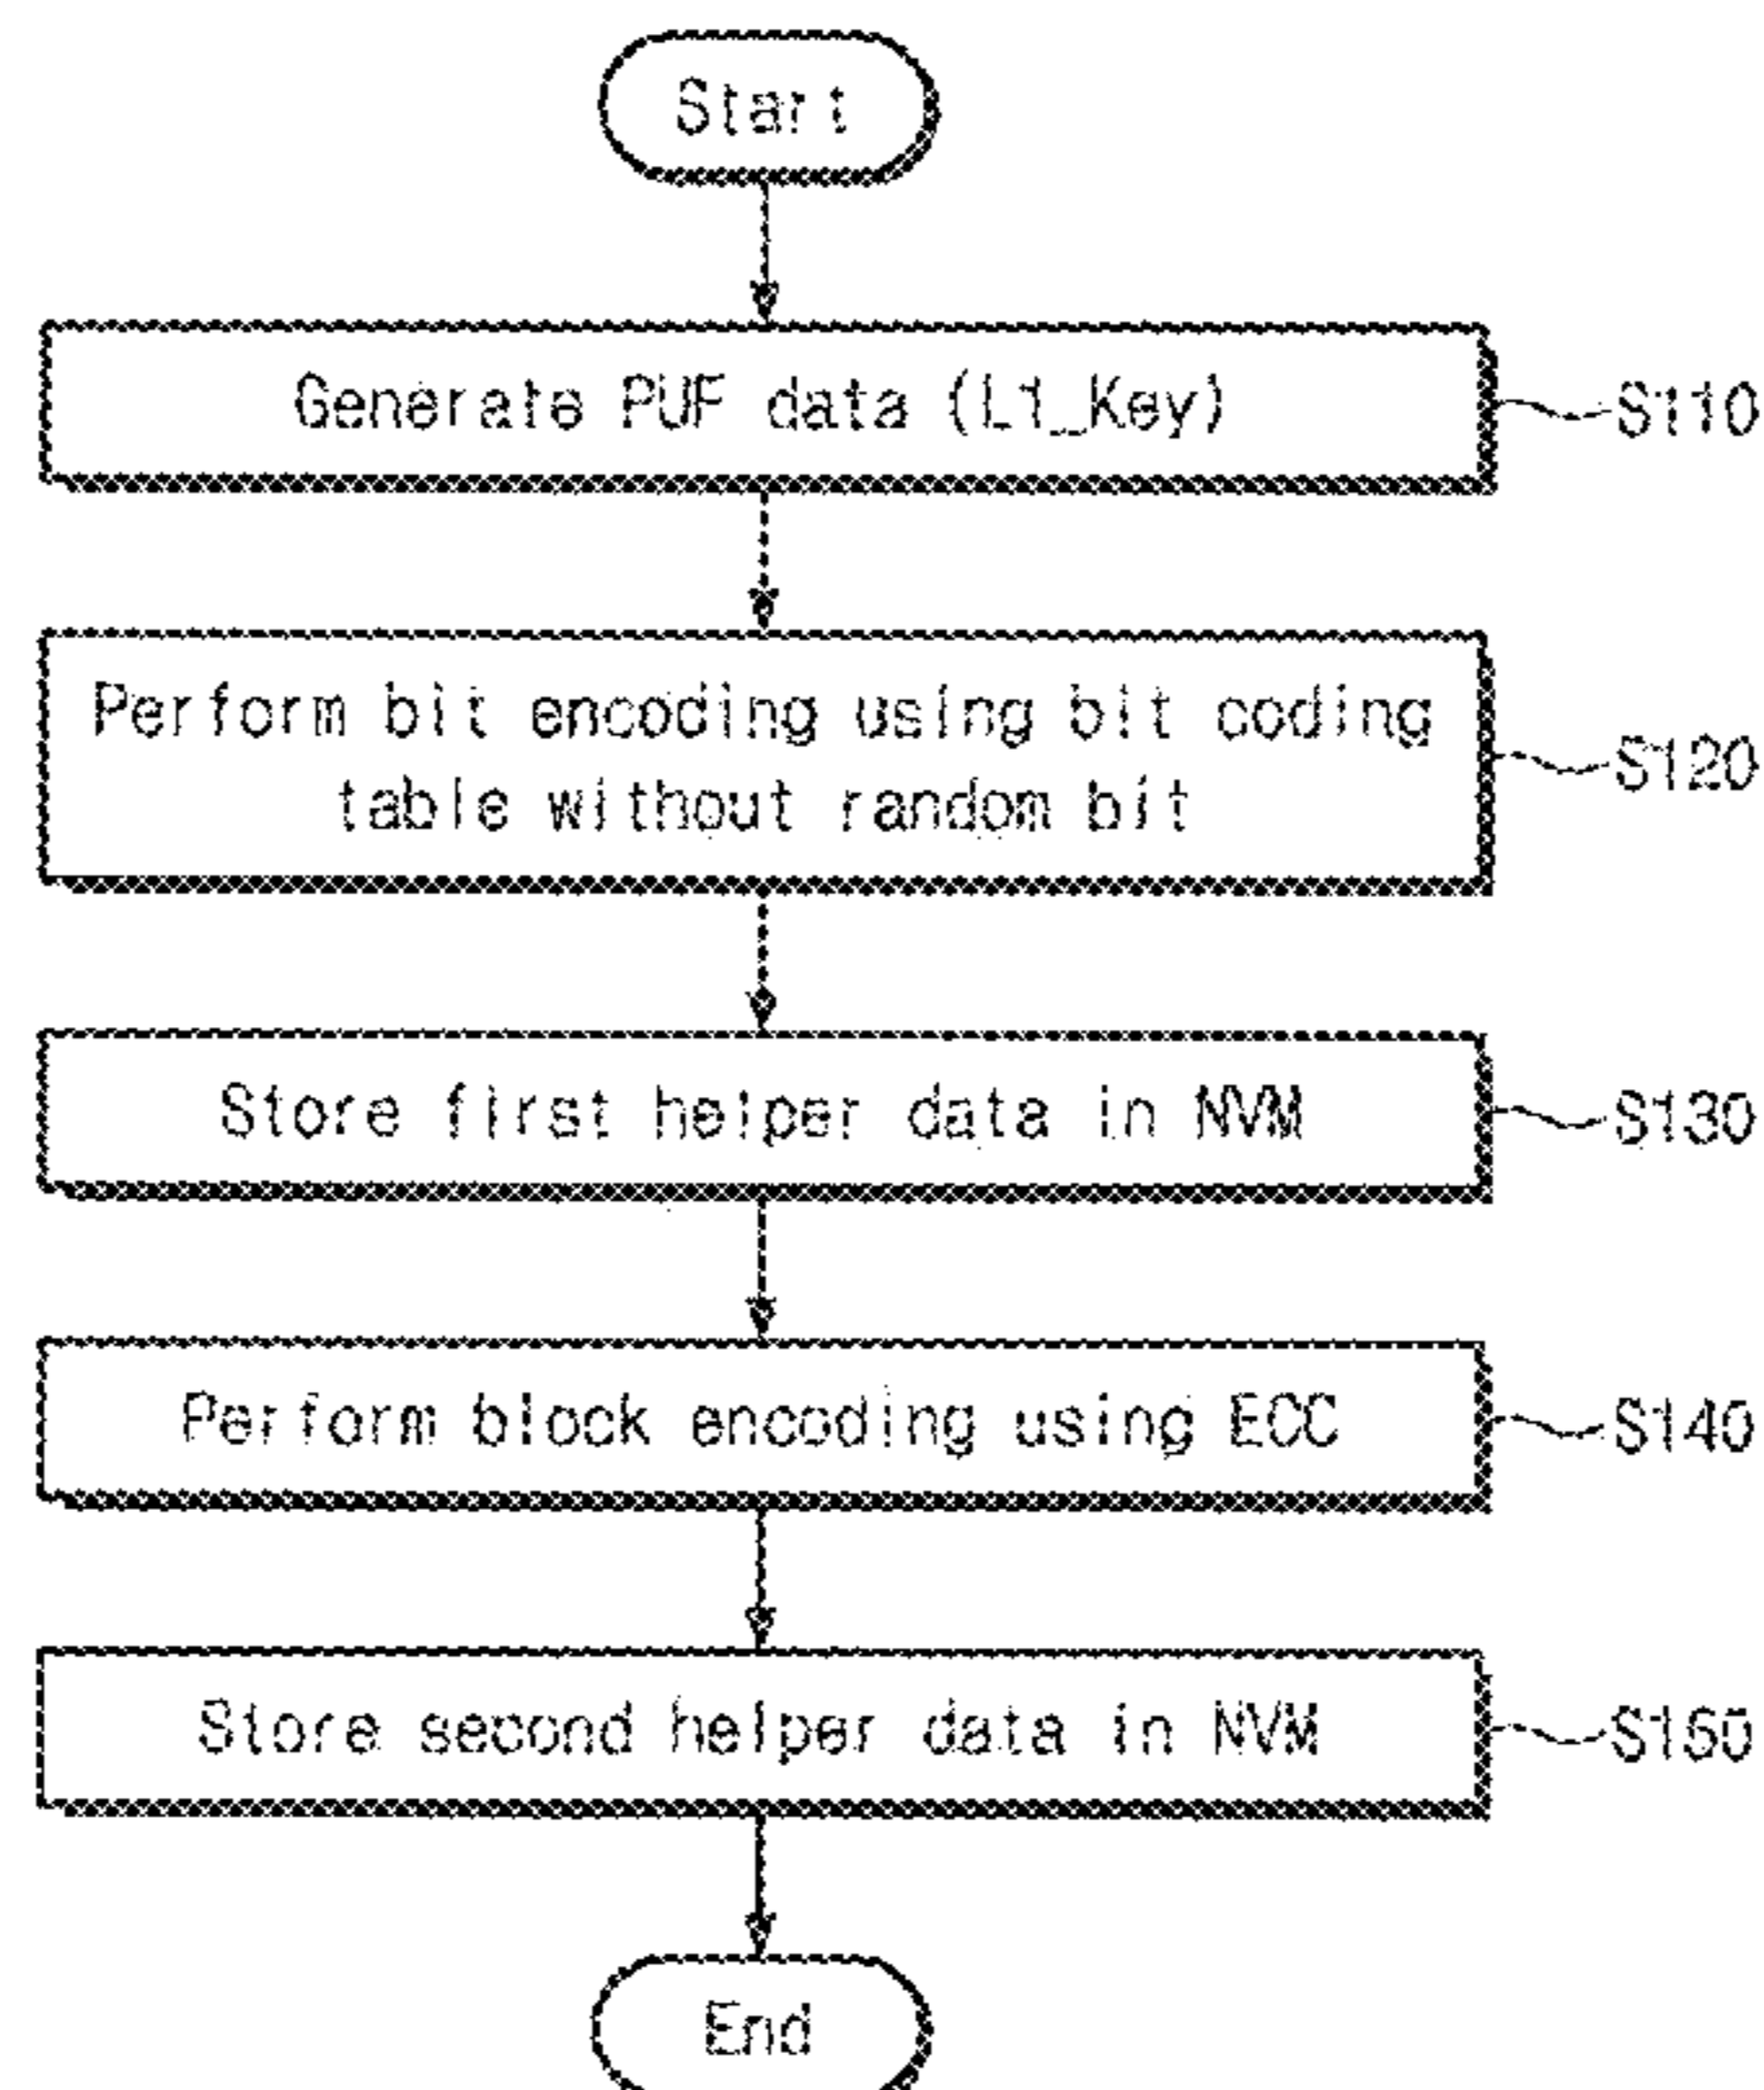 Start
Generate PUF data (L1_Key)
S110
Perform bit encoding using bit coding
table without random bit
S120
Store first helper data in NVM
S130
Perform block encoding using ECC
S140
Store second helper data in NVM
S150
End